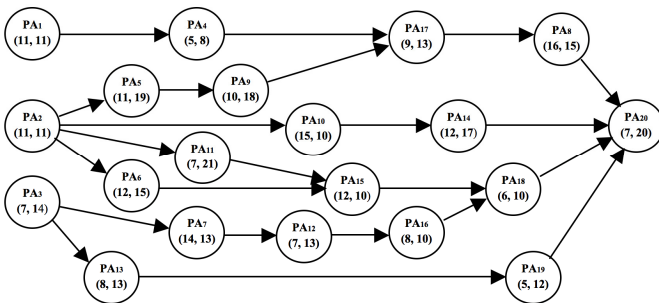 PA1
(11, 11)
PA4
(5, 8)
PA17
(9, 13)
PA8
(16, 15)
PA5
(11, 19)
PA9
(10, 18)
PA2
(11, 11)
PA10
(15, 10)
PA14
(12, 17)
PA20
(7, 20)
PA11
(7, 21)
PA6
(12, 15)
PA15
(12, 10)
PA18
(6, 10)
PA3
(7, 14)
PA7
(14, 13)
PA12
(7, 13)
PA16
(8, 10)
PA13
(8, 13)
PA19
(5, 12)